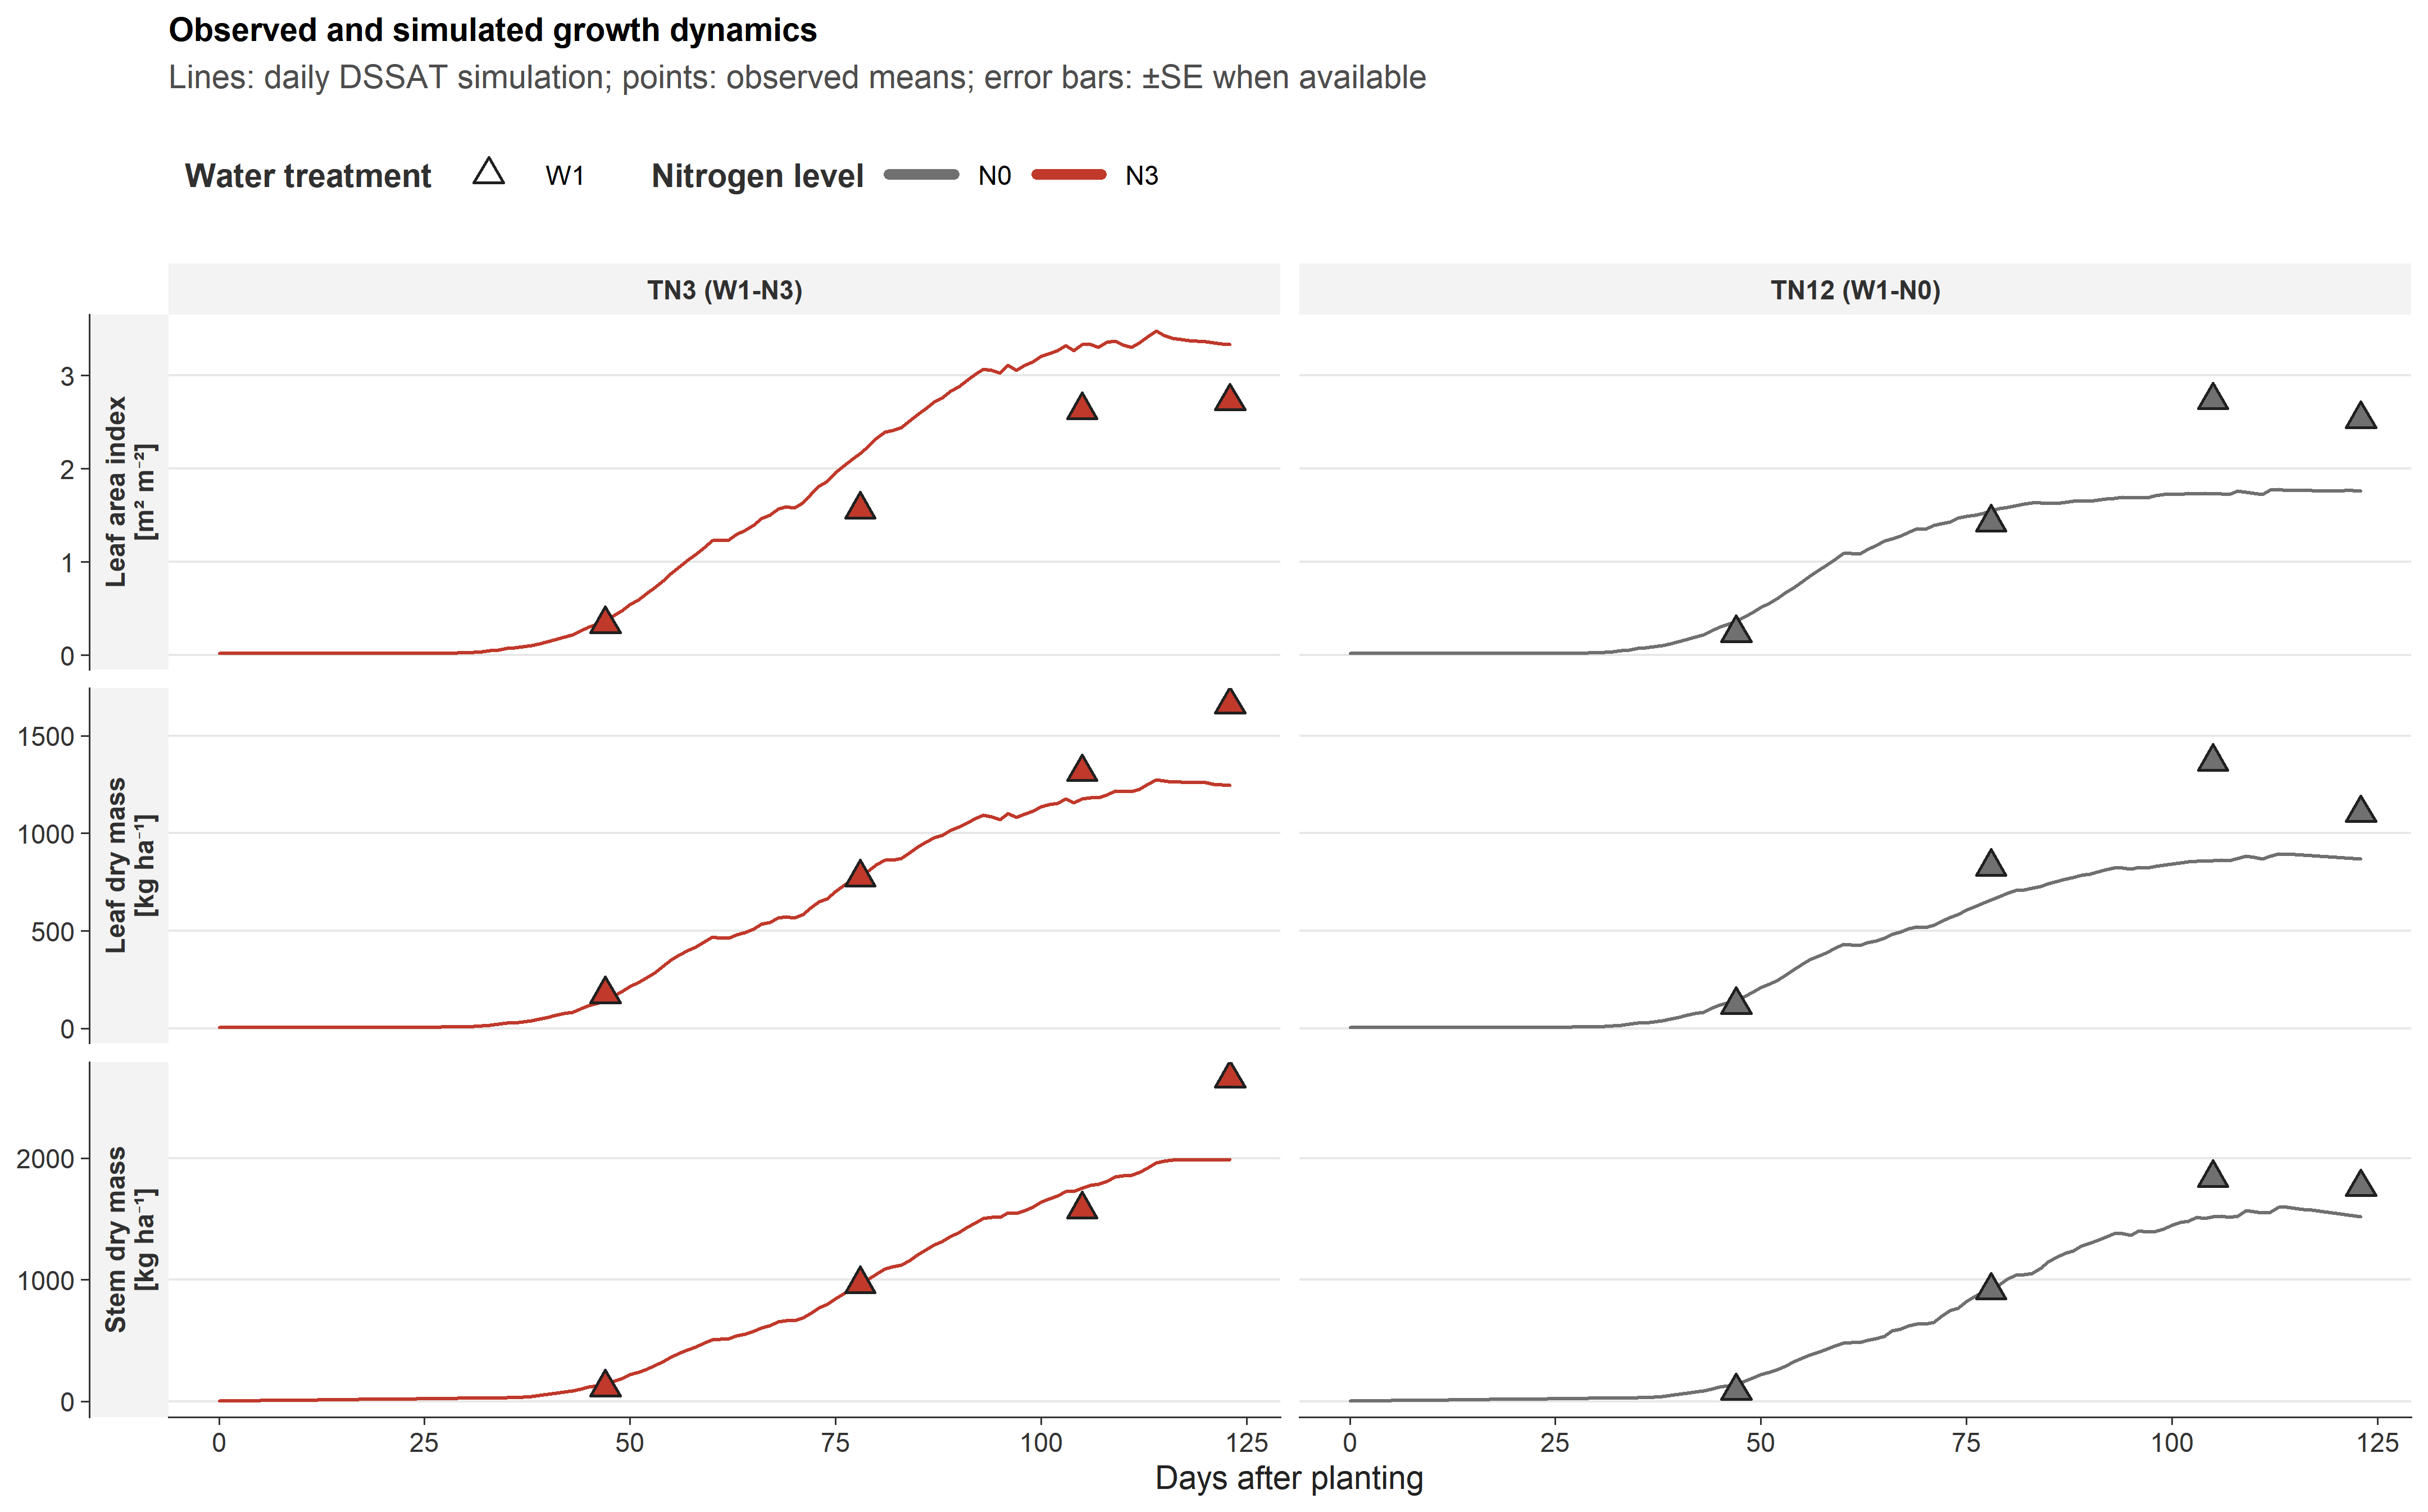 Observed and simulated growth dynamics
Lines: daily DSSAT simulation; points: observed means; error bars: ±SE when available
Water treatment W1 Nitrogen level N0 N3
TN3 (W1-N3) TN12 (W1-N0)
Leaf area index
[m² m⁻²]
3
2
1
0
Leaf dry mass
[kg ha⁻¹]
1500
1000
500
0
Stem dry mass
[kg ha⁻¹]
2000
1000
0
0 25 50 75 100 125 0 25 50 75 100 125
Days after planting